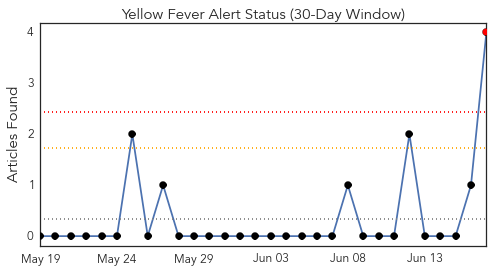 Yellow Fever Alert Status (30-Day Window)
Articles Found
4
3
2
1
0
May 19 May 24 May 29 Jun 03 Jun 08 Jun 13